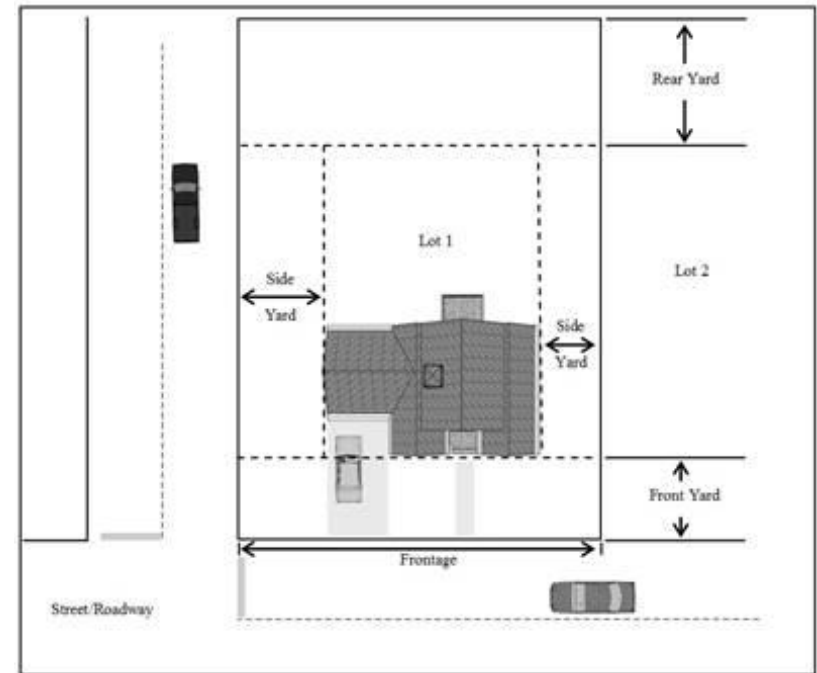 Rear Yard
Lot 1
Lot 2
Side
Yard
Side
Yard
Front Yard
Frontage
Street/Roadway